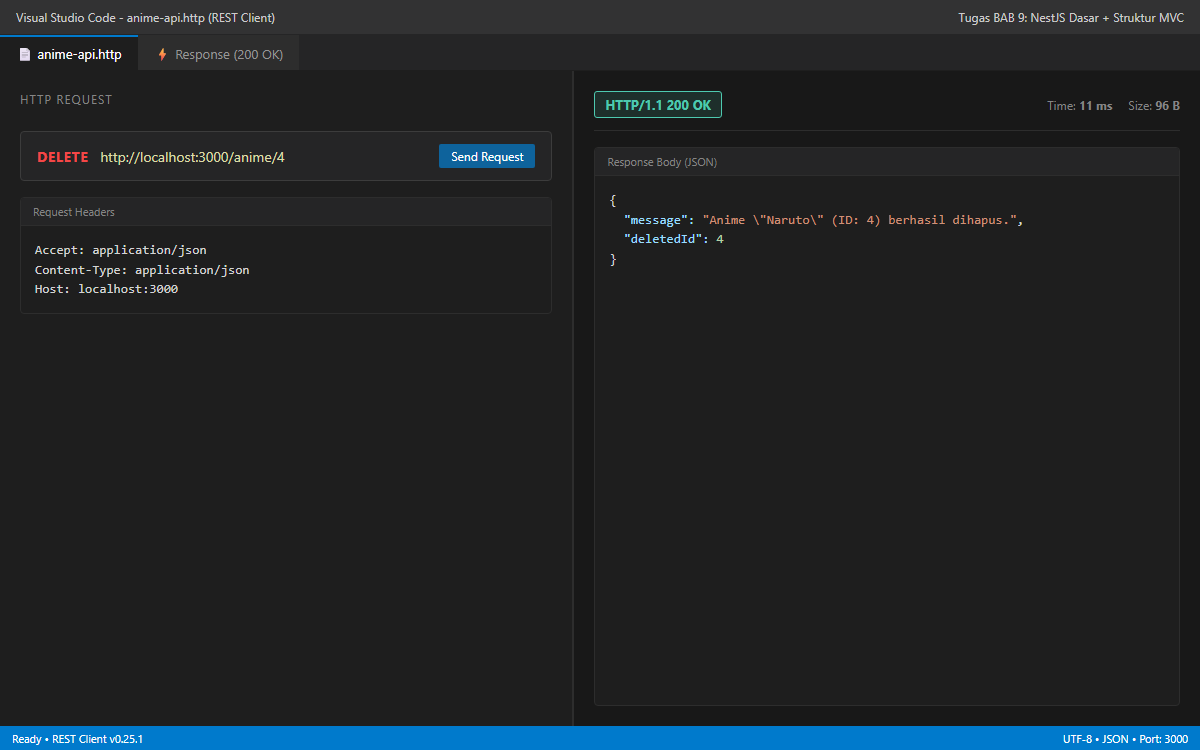 Visual Studio Code - anime-api.http (REST Client)
Tugas BAB 9: NestJS Dasar + Struktur MVC
anime-api.http
Response (200 OK)
HTTP REQUEST
DELETE http://localhost:3000/anime/4
Send Request
Request Headers
Accept: application/json
Content-Type: application/json
Host: localhost:3000
HTTP/1.1 200 OK
Time: 11 ms Size: 96 B
Response Body (JSON)
{
  "message": "Anime \"Naruto\" (ID: 4) berhasil dihapus.",
  "deletedId": 4
}
Ready • REST Client v0.25.1
UTF-8 • JSON • Port: 3000